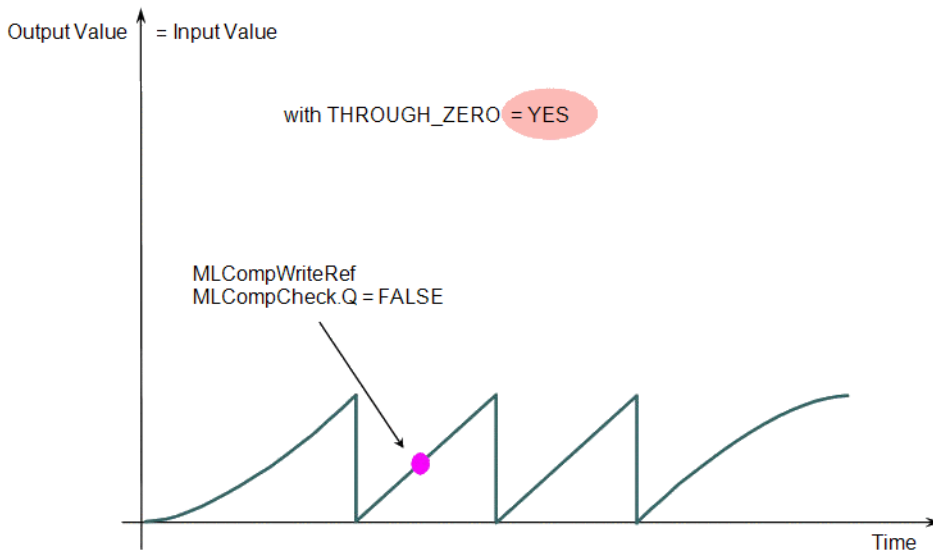 Output Value = Input Value
with THROUGH_ZERO = YES
MLCompWriteRef
MLCompCheck.Q = FALSE
Time